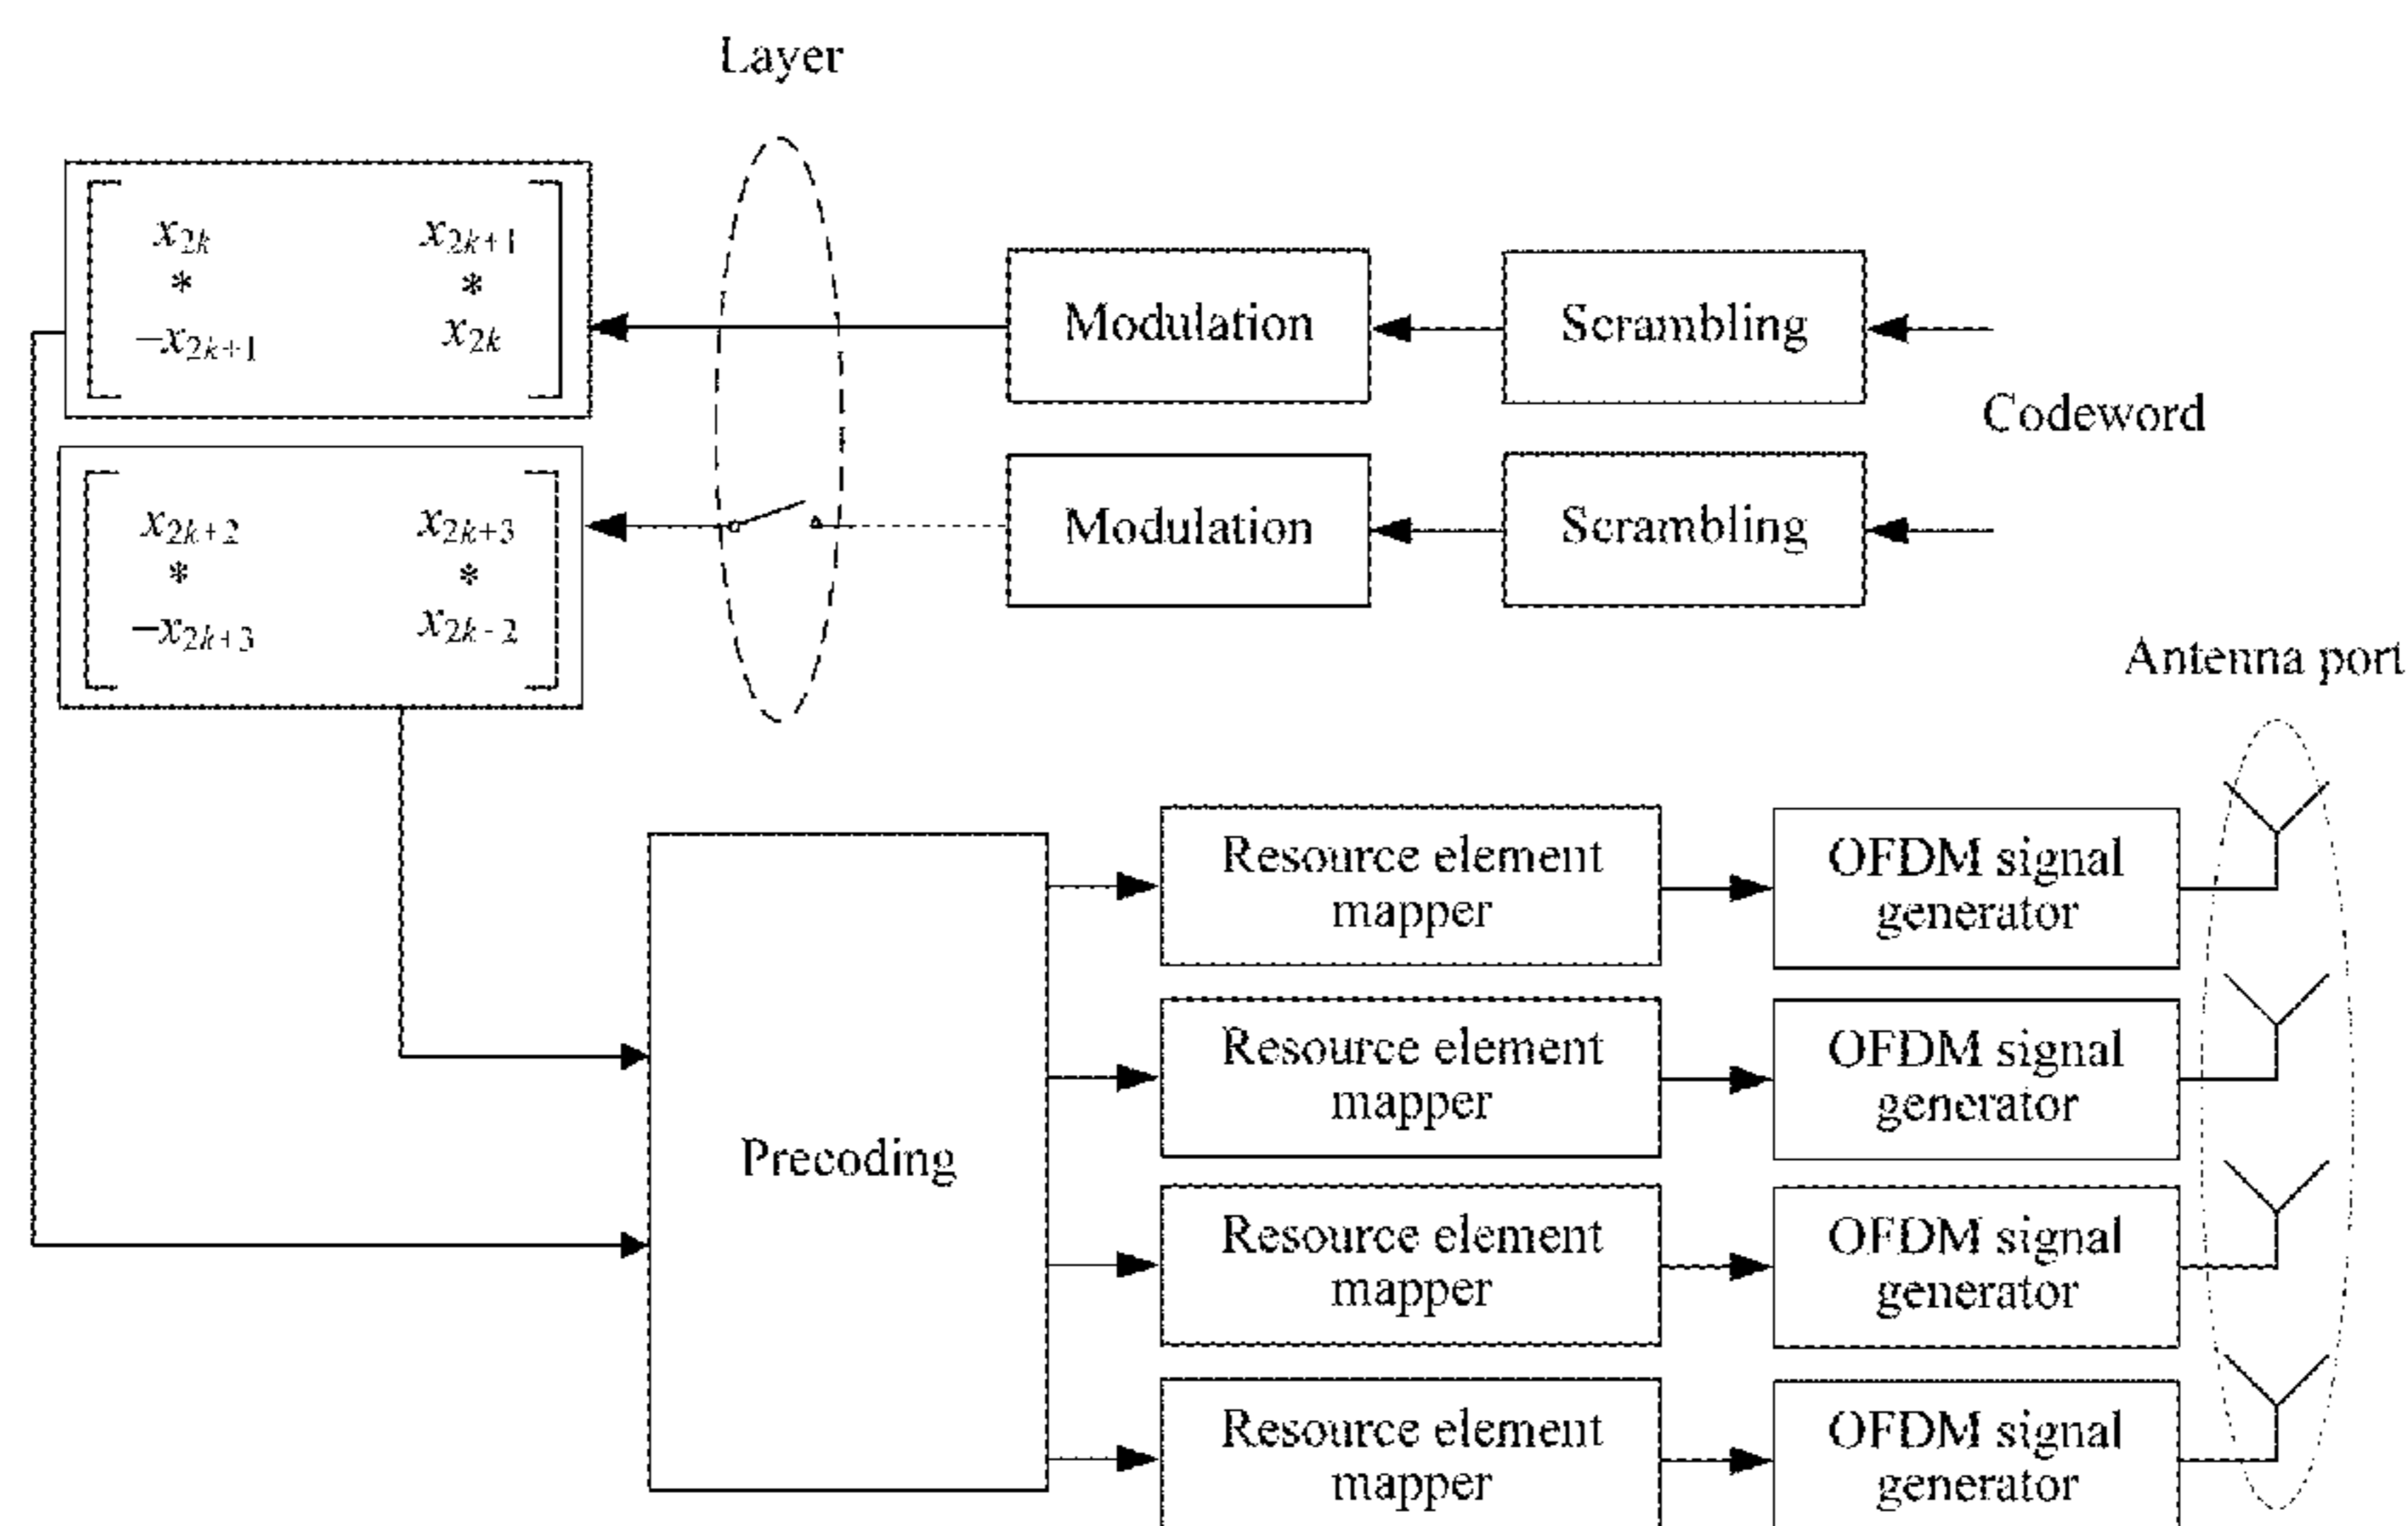 Layer
x2k x2k+1
* *
−x2k+1 x2k
Modulation
Scrambling
Codeword
x2k+2 x2k+3
* *
−x2k+3 x2k-2
Modulation
Scrambling
Antenna port
Precoding
Resource element
mapper
OFDM signal
generator
Resource element
mapper
OFDM signal
generator
Resource element
mapper
OFDM signal
generator
Resource element
mapper
OFDM signal
generator